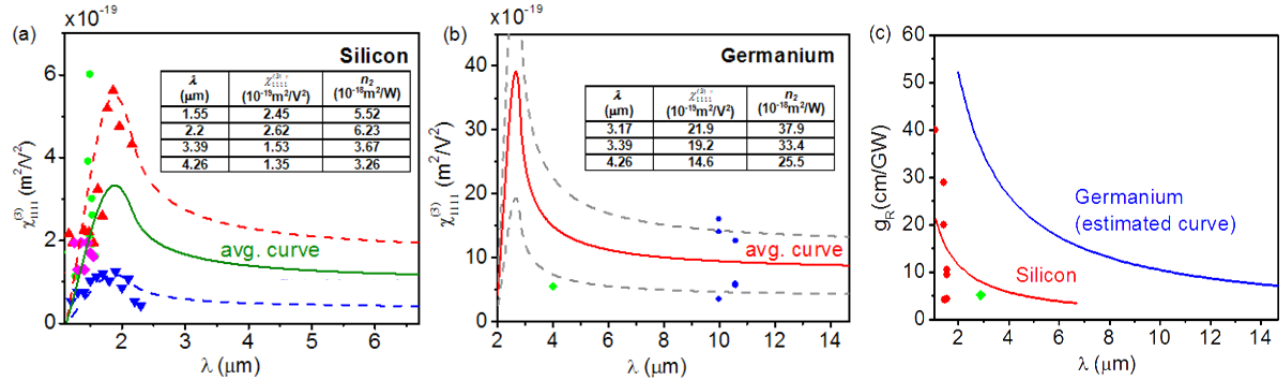 (a)
x10⁻¹⁹
Silicon
λ (μm) χ₁₁₁₁⁽³⁾ (10⁻¹⁹m²/V²) n₂ (10⁻¹⁸m²/W)
1.55 2.45 5.52
2.2 2.62 6.23
3.39 1.53 3.67
4.26 1.35 3.26
avg. curve
χ₁₁₁₁⁽³⁾ (m²/V²)
6
4
2
0
2 3 4 5 6
λ (μm)
(b)
x10⁻¹⁹
Germanium
λ (μm) χ₁₁₁₁⁽³⁾ (10⁻¹⁹m²/V²) n₂ (10⁻¹⁸m²/W)
3.17 21.9 37.9
3.39 19.2 33.4
4.26 14.6 25.5
avg. curve
χ₁₁₁₁⁽³⁾ (m²/V²)
40
30
20
10
0
2 4 6 8 10 12 14
λ (μm)
(c)
g_R(cm/GW)
60
50
40
30
20
10
0
Germanium
(estimated curve)
Silicon
2 4 6 8 10 12 14
λ (μm)